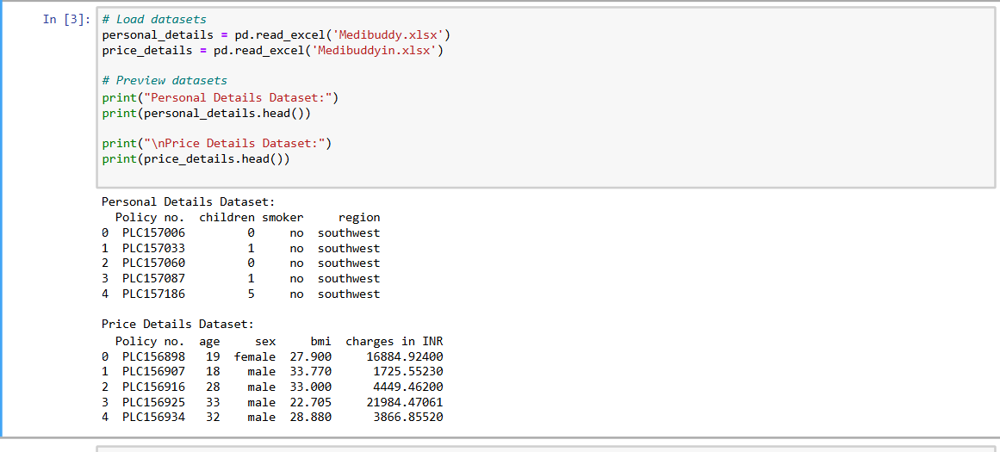 In [3]: # Load datasets
personal_details = pd.read_excel('Medibuddy.xlsx')
price_details = pd.read_excel('Medibuddyin.xlsx')
# Preview datasets
print("Personal Details Dataset:")
print(personal_details.head())
print("\nPrice Details Dataset:")
print(price_details.head())
Personal Details Dataset:
Policy no. children smoker region
0 PLC157006 0 no southwest
1 PLC157033 1 no southwest
2 PLC157060 0 no southwest
3 PLC157087 1 no southwest
4 PLC157186 5 no southwest
Price Details Dataset:
Policy no. age sex bmi charges in INR
0 PLC156898 19 female 27.900 16884.92400
1 PLC156907 18 male 33.770 1725.55230
2 PLC156916 28 male 33.000 4449.46200
3 PLC156925 33 male 22.705 21984.47061
4 PLC156934 32 male 28.880 3866.85520